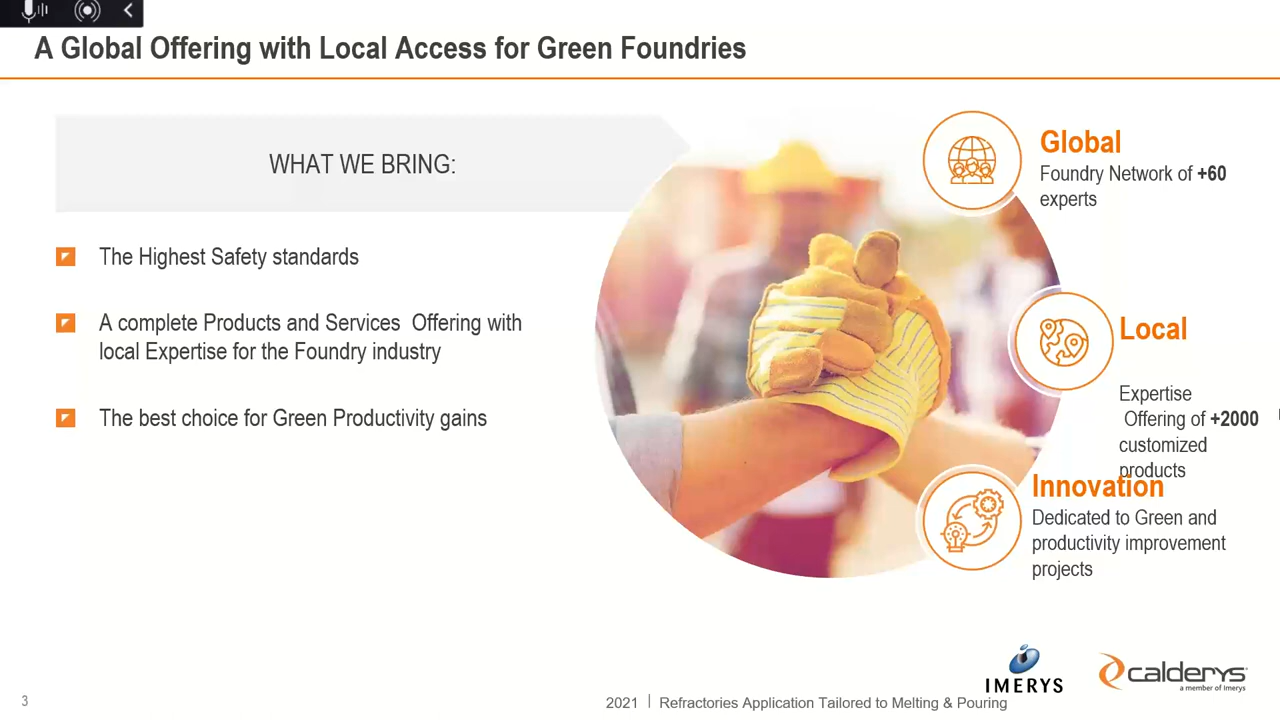 A Global Offering with Local Access for Green Foundries
WHAT WE BRING:
The Highest Safety standards
A complete Products and Services Offering with
local Expertise for the Foundry industry
The best choice for Green Productivity gains
Global
Foundry Network of +60
experts
Local
Expertise
Offering of +2000
customized
products
Innovation
Dedicated to Green and
productivity improvement
projects
IMERYS
calderys
a member of Imerys
3
2021 | Refractories Application Tailored to Melting & Pouring